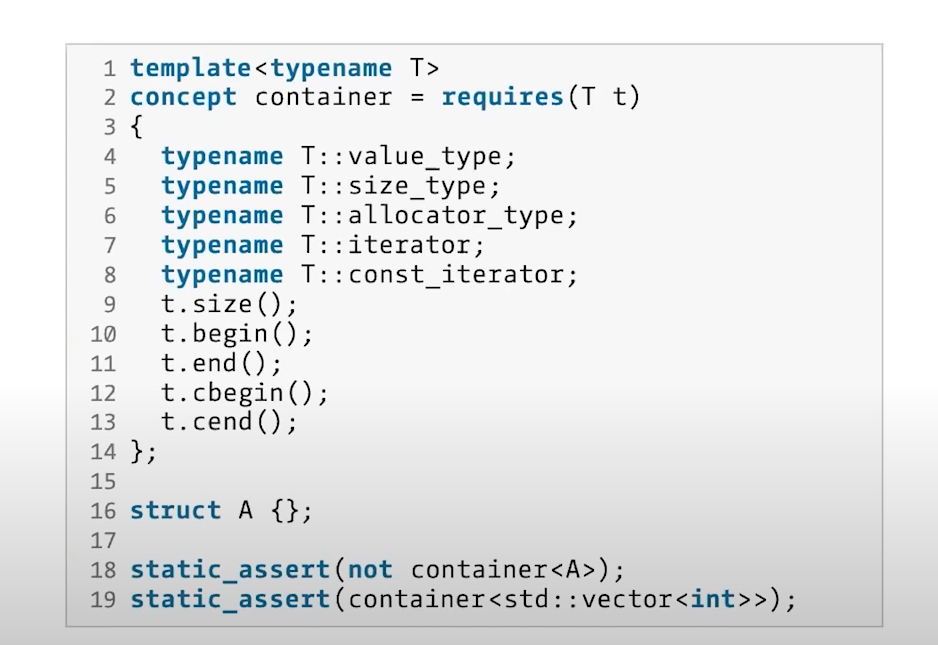 1 template<typename T>
2 concept container = requires(T t)
3 {
4   typename T::value_type;
5   typename T::size_type;
6   typename T::allocator_type;
7   typename T::iterator;
8   typename T::const_iterator;
9   t.size();
10   t.begin();
11   t.end();
12   t.cbegin();
13   t.cend();
14 };
15
16 struct A {};
17
18 static_assert(not container<A>);
19 static_assert(container<std::vector<int>>);